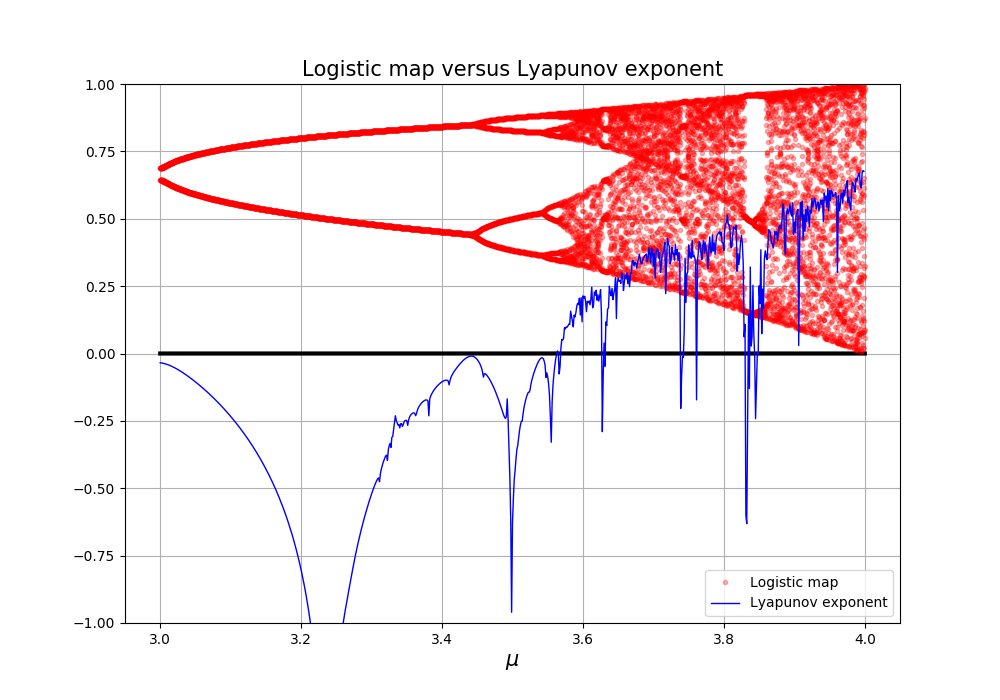 Logistic map versus Lyapunov exponent
1.00
0.75
0.50
0.25
0.00
−0.25
−0.50
−0.75
−1.00
Logistic map
Lyapunov exponent
3.0 3.2 3.4 3.6 3.8 4.0
μ